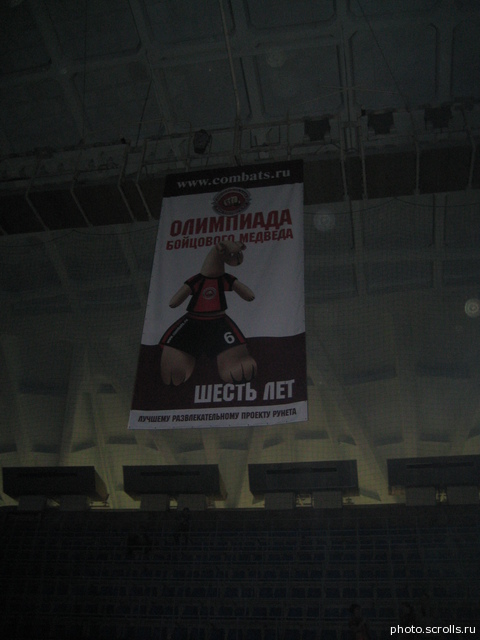 www.combats.ru
ОЛИМПИАДА
БОЙЦОВОГО МЕДВЕДА
6
ШЕСТЬ ЛЕТ
ЛУЧШЕМУ РАЗВЛЕКАТЕЛЬНОМУ ПРОЕКТУ РУНЕТА
photo.scrolls.ru